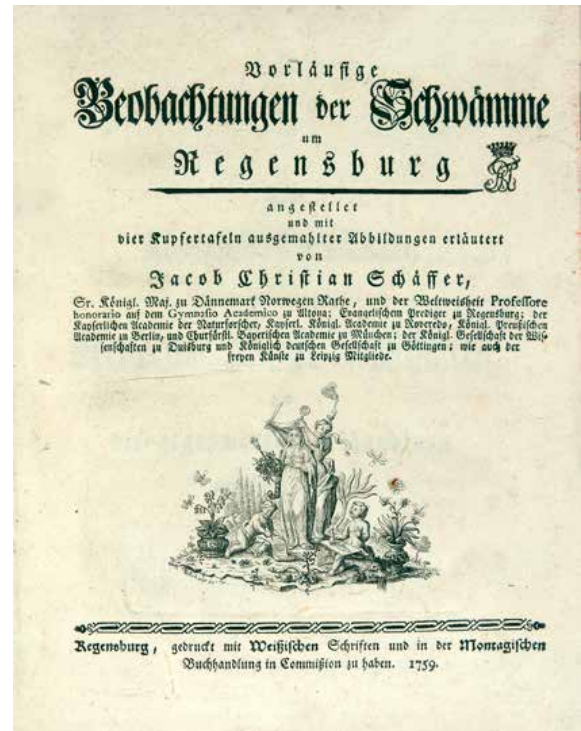 Vorläufige
Beobachtungen der Schwämme
um
Regensburg
angestellet
und mit
vier Kupfertafeln ausgemahlter Abbildungen erläutert
von
Jacob Christian Schäffer,
Sr. Königl. Maj. zu Dännemark Norwegen Rathe, und der Weltweisheit Professore
honorario auf dem Gymnasio Academico zu Altona; Evangelischem Prediger zu Regensburg; der
Kayserlichen Academie der Naturforscher, Kayserl. Königl. Academie zu Roveredo, Königl. Preußischen
Academie zu Berlin, und Churfürstl. Bayerischen Academie zu München; der Königl. Gesellschaft der Wis-
senschaften zu Duisburg und Königlich deutschen Gesellschaft zu Göttingen; wie auch der
freyen Künste zu Leipzig Mitgliede.
Regensburg, gedruckt mit Weißischen Schriften und in der Montagischen
Buchhandlung in Commißion zu haben. 1759.